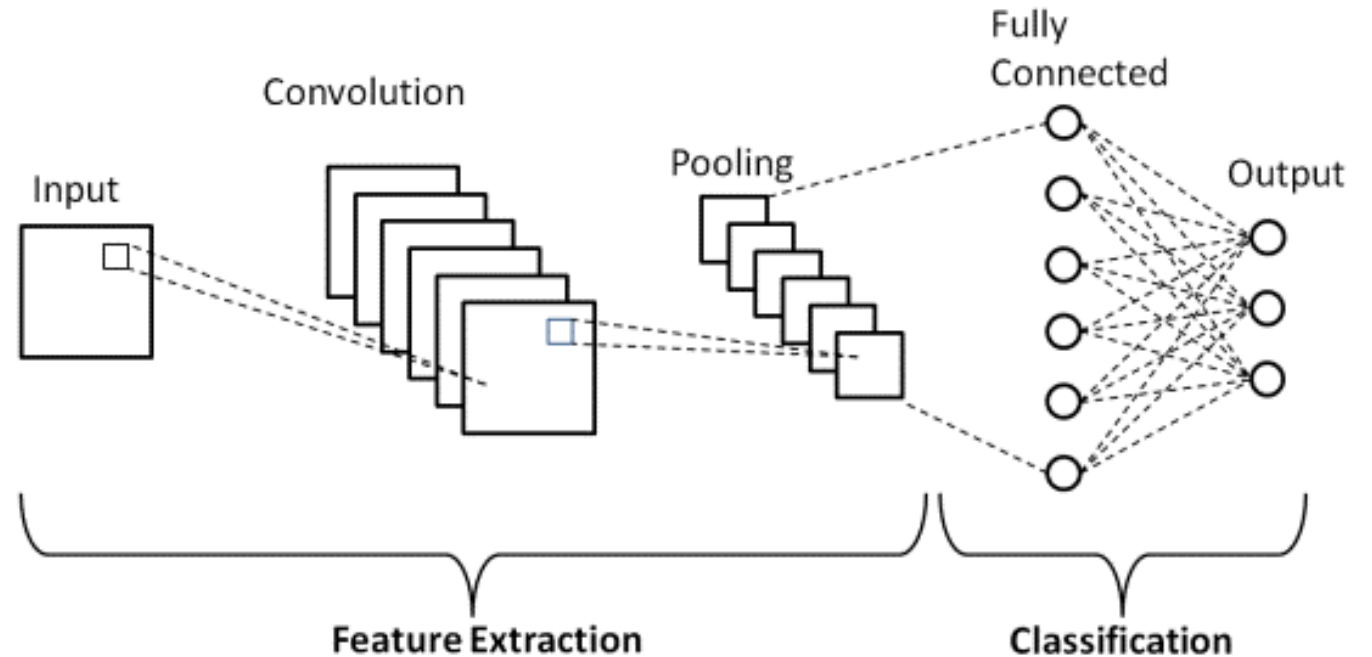 Input
Convolution
Pooling
Fully
Connected
Output
Feature Extraction
Classification